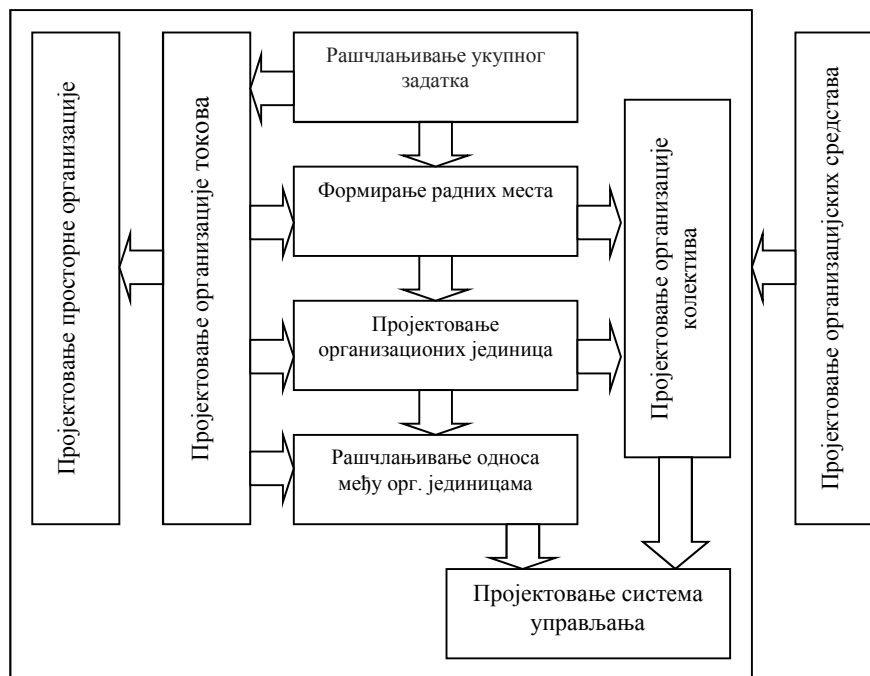 Пројектовање просторне организације
Пројектовање организације токова
Рашчлањивање укупног
задатка
Формирање радних места
Пројектовање
организационих јединица
Рашчлањивање односа
међу орг. јединицама
Пројектовање организације
колектива
Пројектовање система
управљања
Пројектовање организацијских средстава